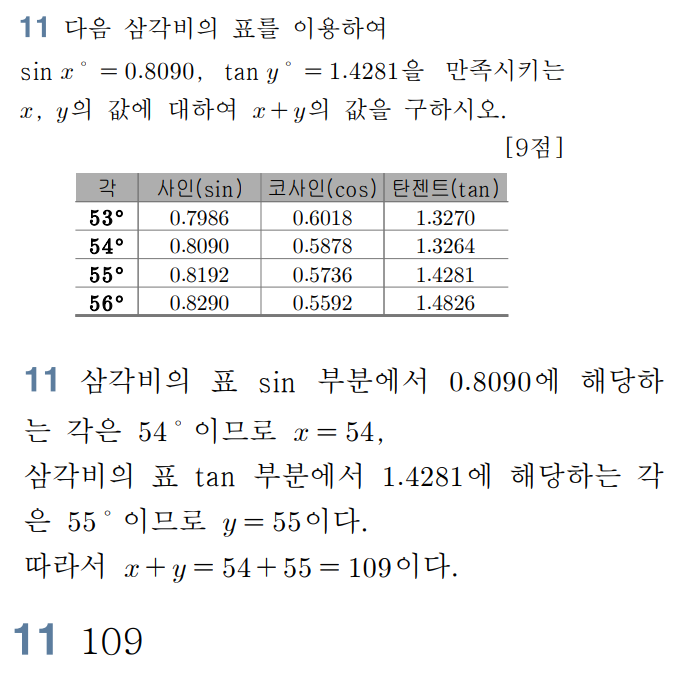 11 다음 삼각비의 표를 이용하여
sin x° = 0.8090, tan y° = 1.4281을 만족시키는
x, y의 값에 대하여 x+y의 값을 구하시오.
[9점]
각 사인(sin) 코사인(cos) 탄젠트(tan)
53° 0.7986 0.6018 1.3270
54° 0.8090 0.5878 1.3264
55° 0.8192 0.5736 1.4281
56° 0.8290 0.5592 1.4826
11 삼각비의 표 sin 부분에서 0.8090에 해당하
는 각은 54°이므로 x = 54,
삼각비의 표 tan 부분에서 1.4281에 해당하는 각
은 55°이므로 y = 55이다.
따라서 x+y = 54+55 = 109이다.
11 109